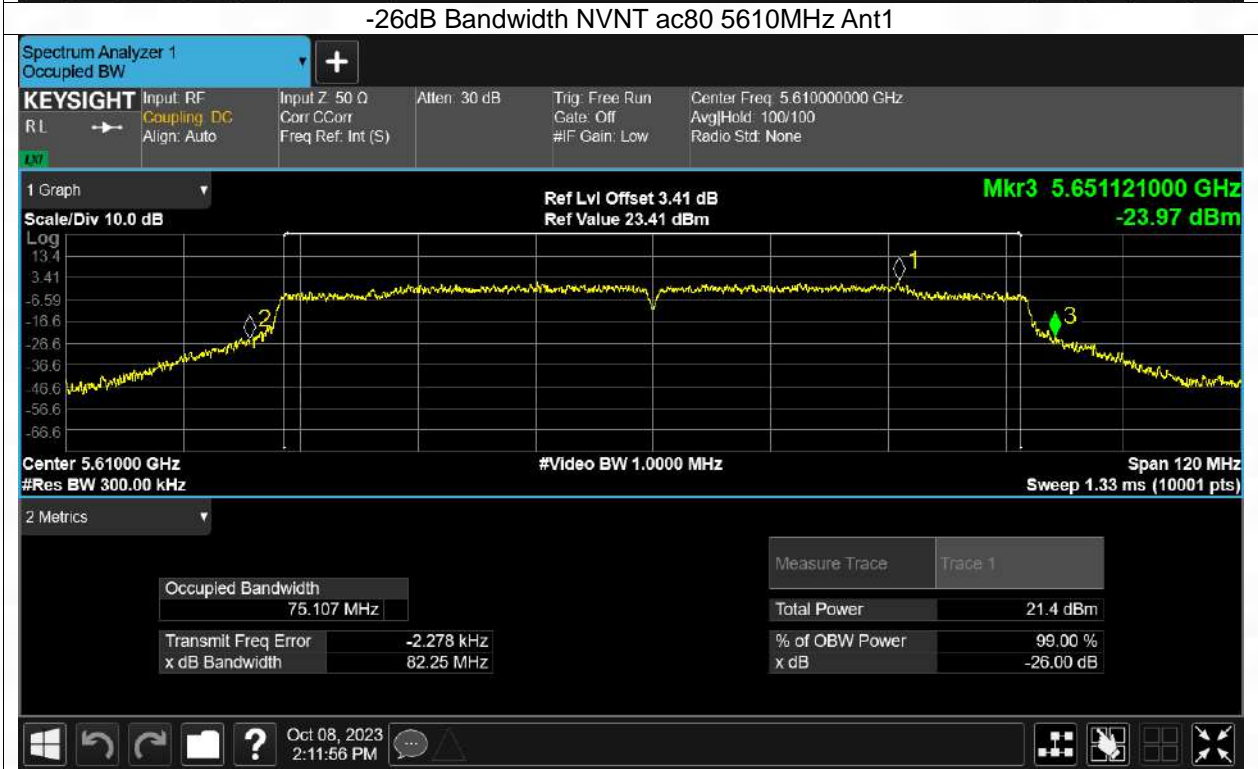 -26dB Bandwidth NVNT ac80 5610MHz Ant1
Spectrum Analyzer 1
Occupied BW
KEYSIGHT
RL
LXI
Input: RF
Coupling: DC
Align: Auto
Input Z: 50 Ω
Corr CCorr
Freq Ref: Int (S)
Atten: 30 dB
Trig: Free Run
Gate: Off
#IF Gain: Low
Center Freq: 5.610000000 GHz
Avg|Hold: 100/100
Radio Std: None
1 Graph
Scale/Div 10.0 dB
Ref Lvl Offset 3.41 dB
Ref Value 23.41 dBm
Mkr3 5.651121000 GHz
-23.97 dBm
Log
13.4
3.41
-6.59
-16.6
-26.6
-36.6
-46.6
-56.6
-66.6
1
2
3
Center 5.61000 GHz
#Res BW 300.00 kHz
#Video BW 1.0000 MHz
Span 120 MHz
Sweep 1.33 ms (10001 pts)
2 Metrics
Measure Trace Trace 1
Occupied Bandwidth
75.107 MHz
Total Power 21.4 dBm
Transmit Freq Error -2.278 kHz
% of OBW Power 99.00 %
x dB Bandwidth 82.25 MHz
x dB -26.00 dB
?
Oct 08, 2023
2:11:56 PM